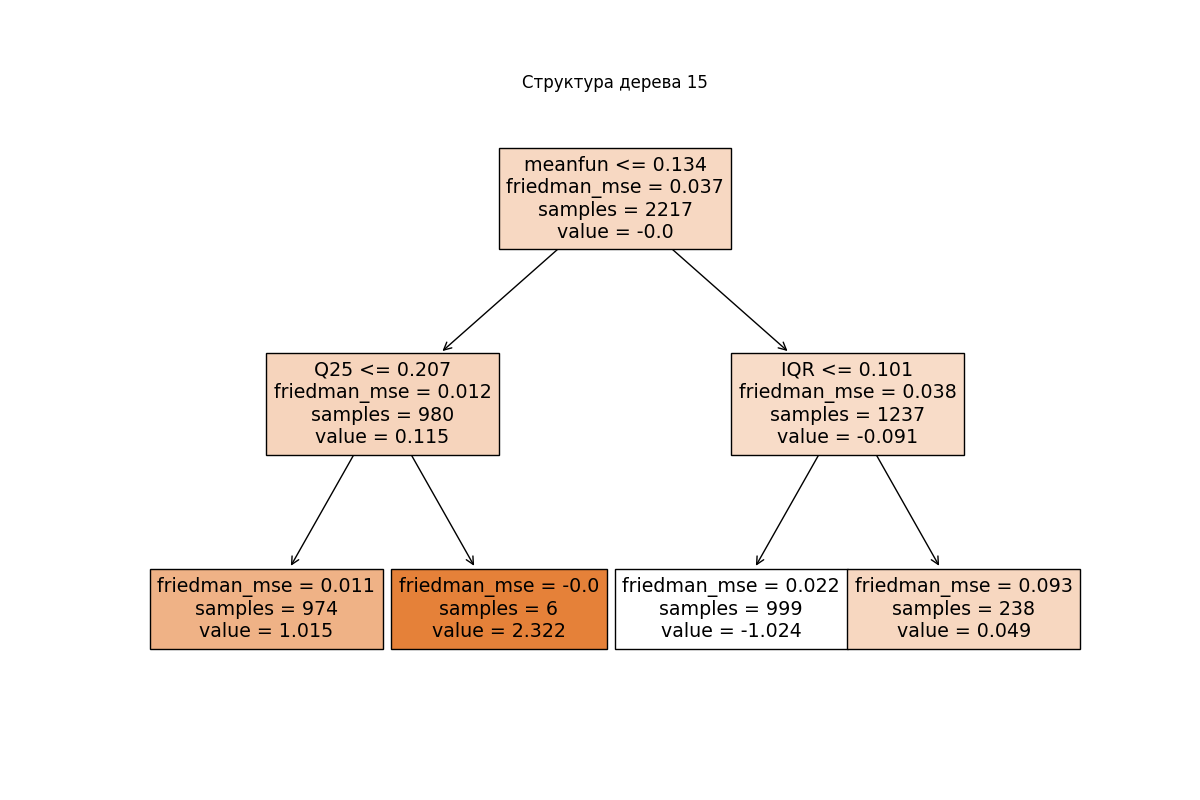 Структура дерева 15
meanfun <= 0.134
friedman_mse = 0.037
samples = 2217
value = -0.0
Q25 <= 0.207
friedman_mse = 0.012
samples = 980
value = 0.115
IQR <= 0.101
friedman_mse = 0.038
samples = 1237
value = -0.091
friedman_mse = 0.011
samples = 974
value = 1.015
friedman_mse = -0.0
samples = 6
value = 2.322
friedman_mse = 0.022
samples = 999
value = -1.024
friedman_mse = 0.093
samples = 238
value = 0.049